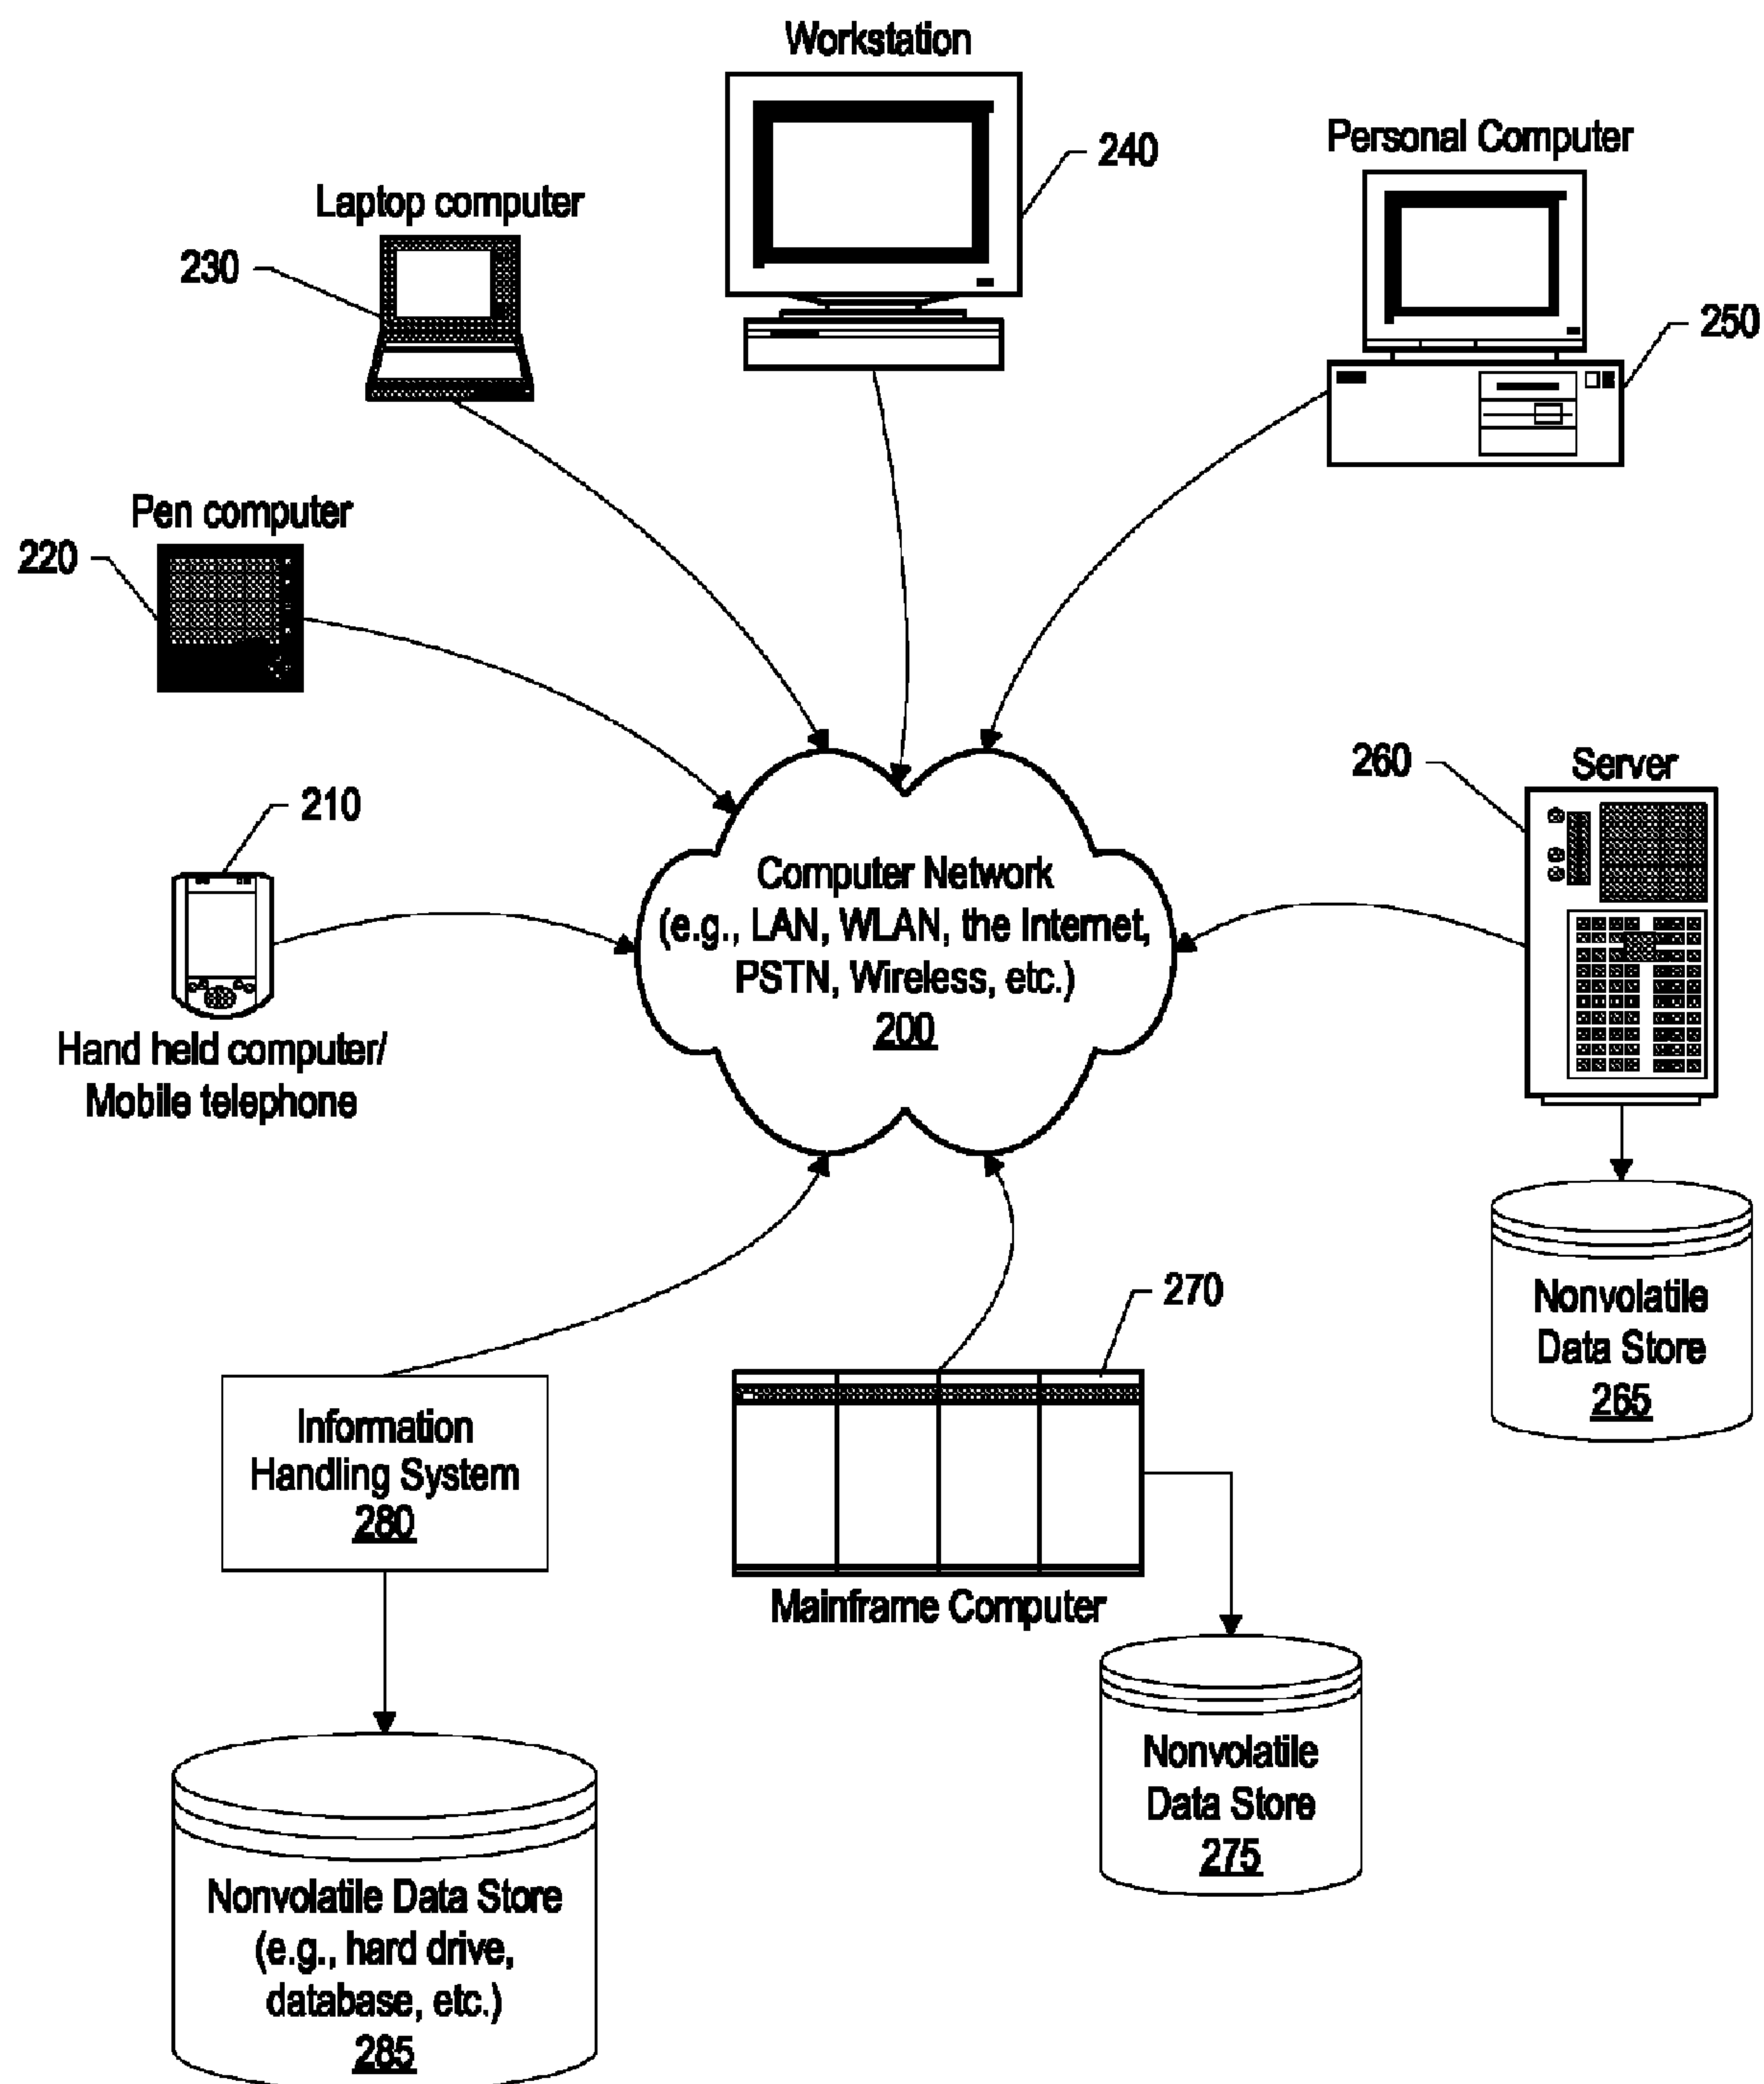 Workstation
240
Personal Computer
250
Laptop computer
230
Pen computer
220
210
Hand held computer/
Mobile telephone
Computer Network
(e.g., LAN, WLAN, the Internet,
PSTN, Wireless, etc.)
200
260
Server
Nonvolatile
Data Store
265
270
Mainframe Computer
Nonvolatile
Data Store
275
Information
Handling System
280
Nonvolatile Data Store
(e.g., hard drive,
database, etc.)
285